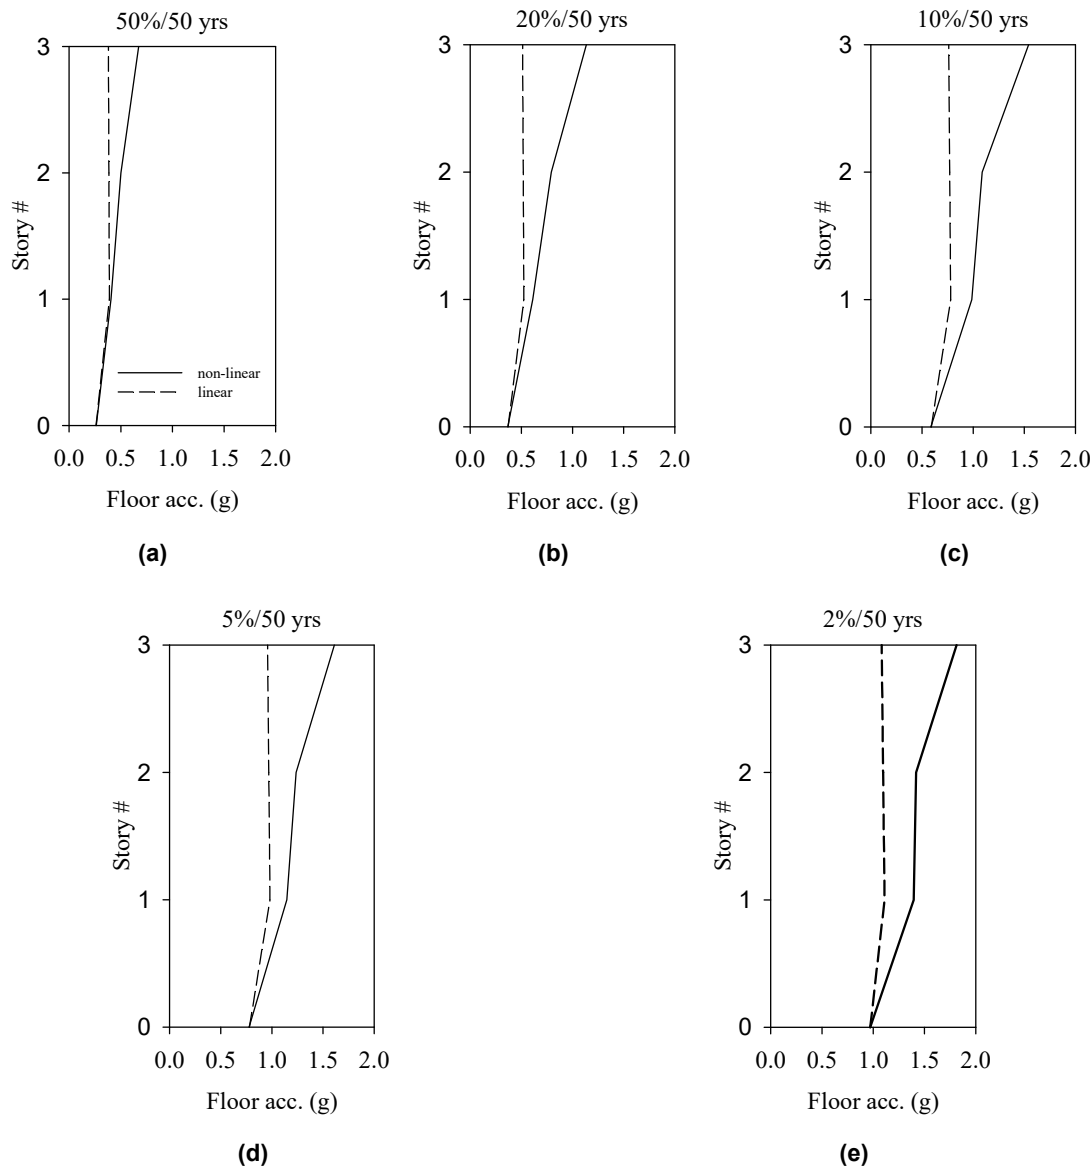 50%/50 yrs
3
2
1
0
Story #
non-linear
linear
0.0 0.5 1.0 1.5 2.0
Floor acc. (g)
(a)
20%/50 yrs
3
2
1
0
Story #
0.0 0.5 1.0 1.5 2.0
Floor acc. (g)
(b)
10%/50 yrs
3
2
1
0
Story #
0.0 0.5 1.0 1.5 2.0
Floor acc. (g)
(c)
5%/50 yrs
3
2
1
0
Story #
0.0 0.5 1.0 1.5 2.0
Floor acc. (g)
(d)
2%/50 yrs
3
2
1
0
Story #
0.0 0.5 1.0 1.5 2.0
Floor acc. (g)
(e)